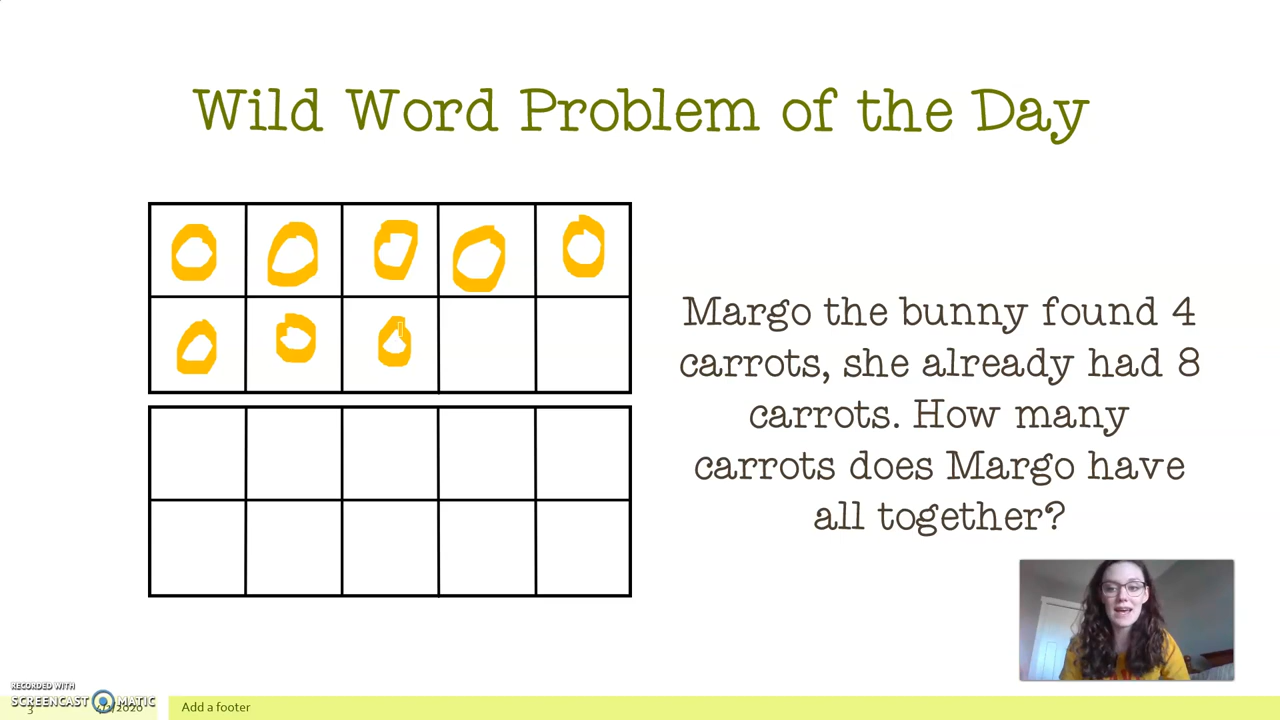 Wild Word Problem of the Day
Margo the bunny found 4
carrots, she already had 8
carrots. How many
carrots does Margo have
all together?
RECORDED WITH
SCREENCAST MATIC
3
Add a footer